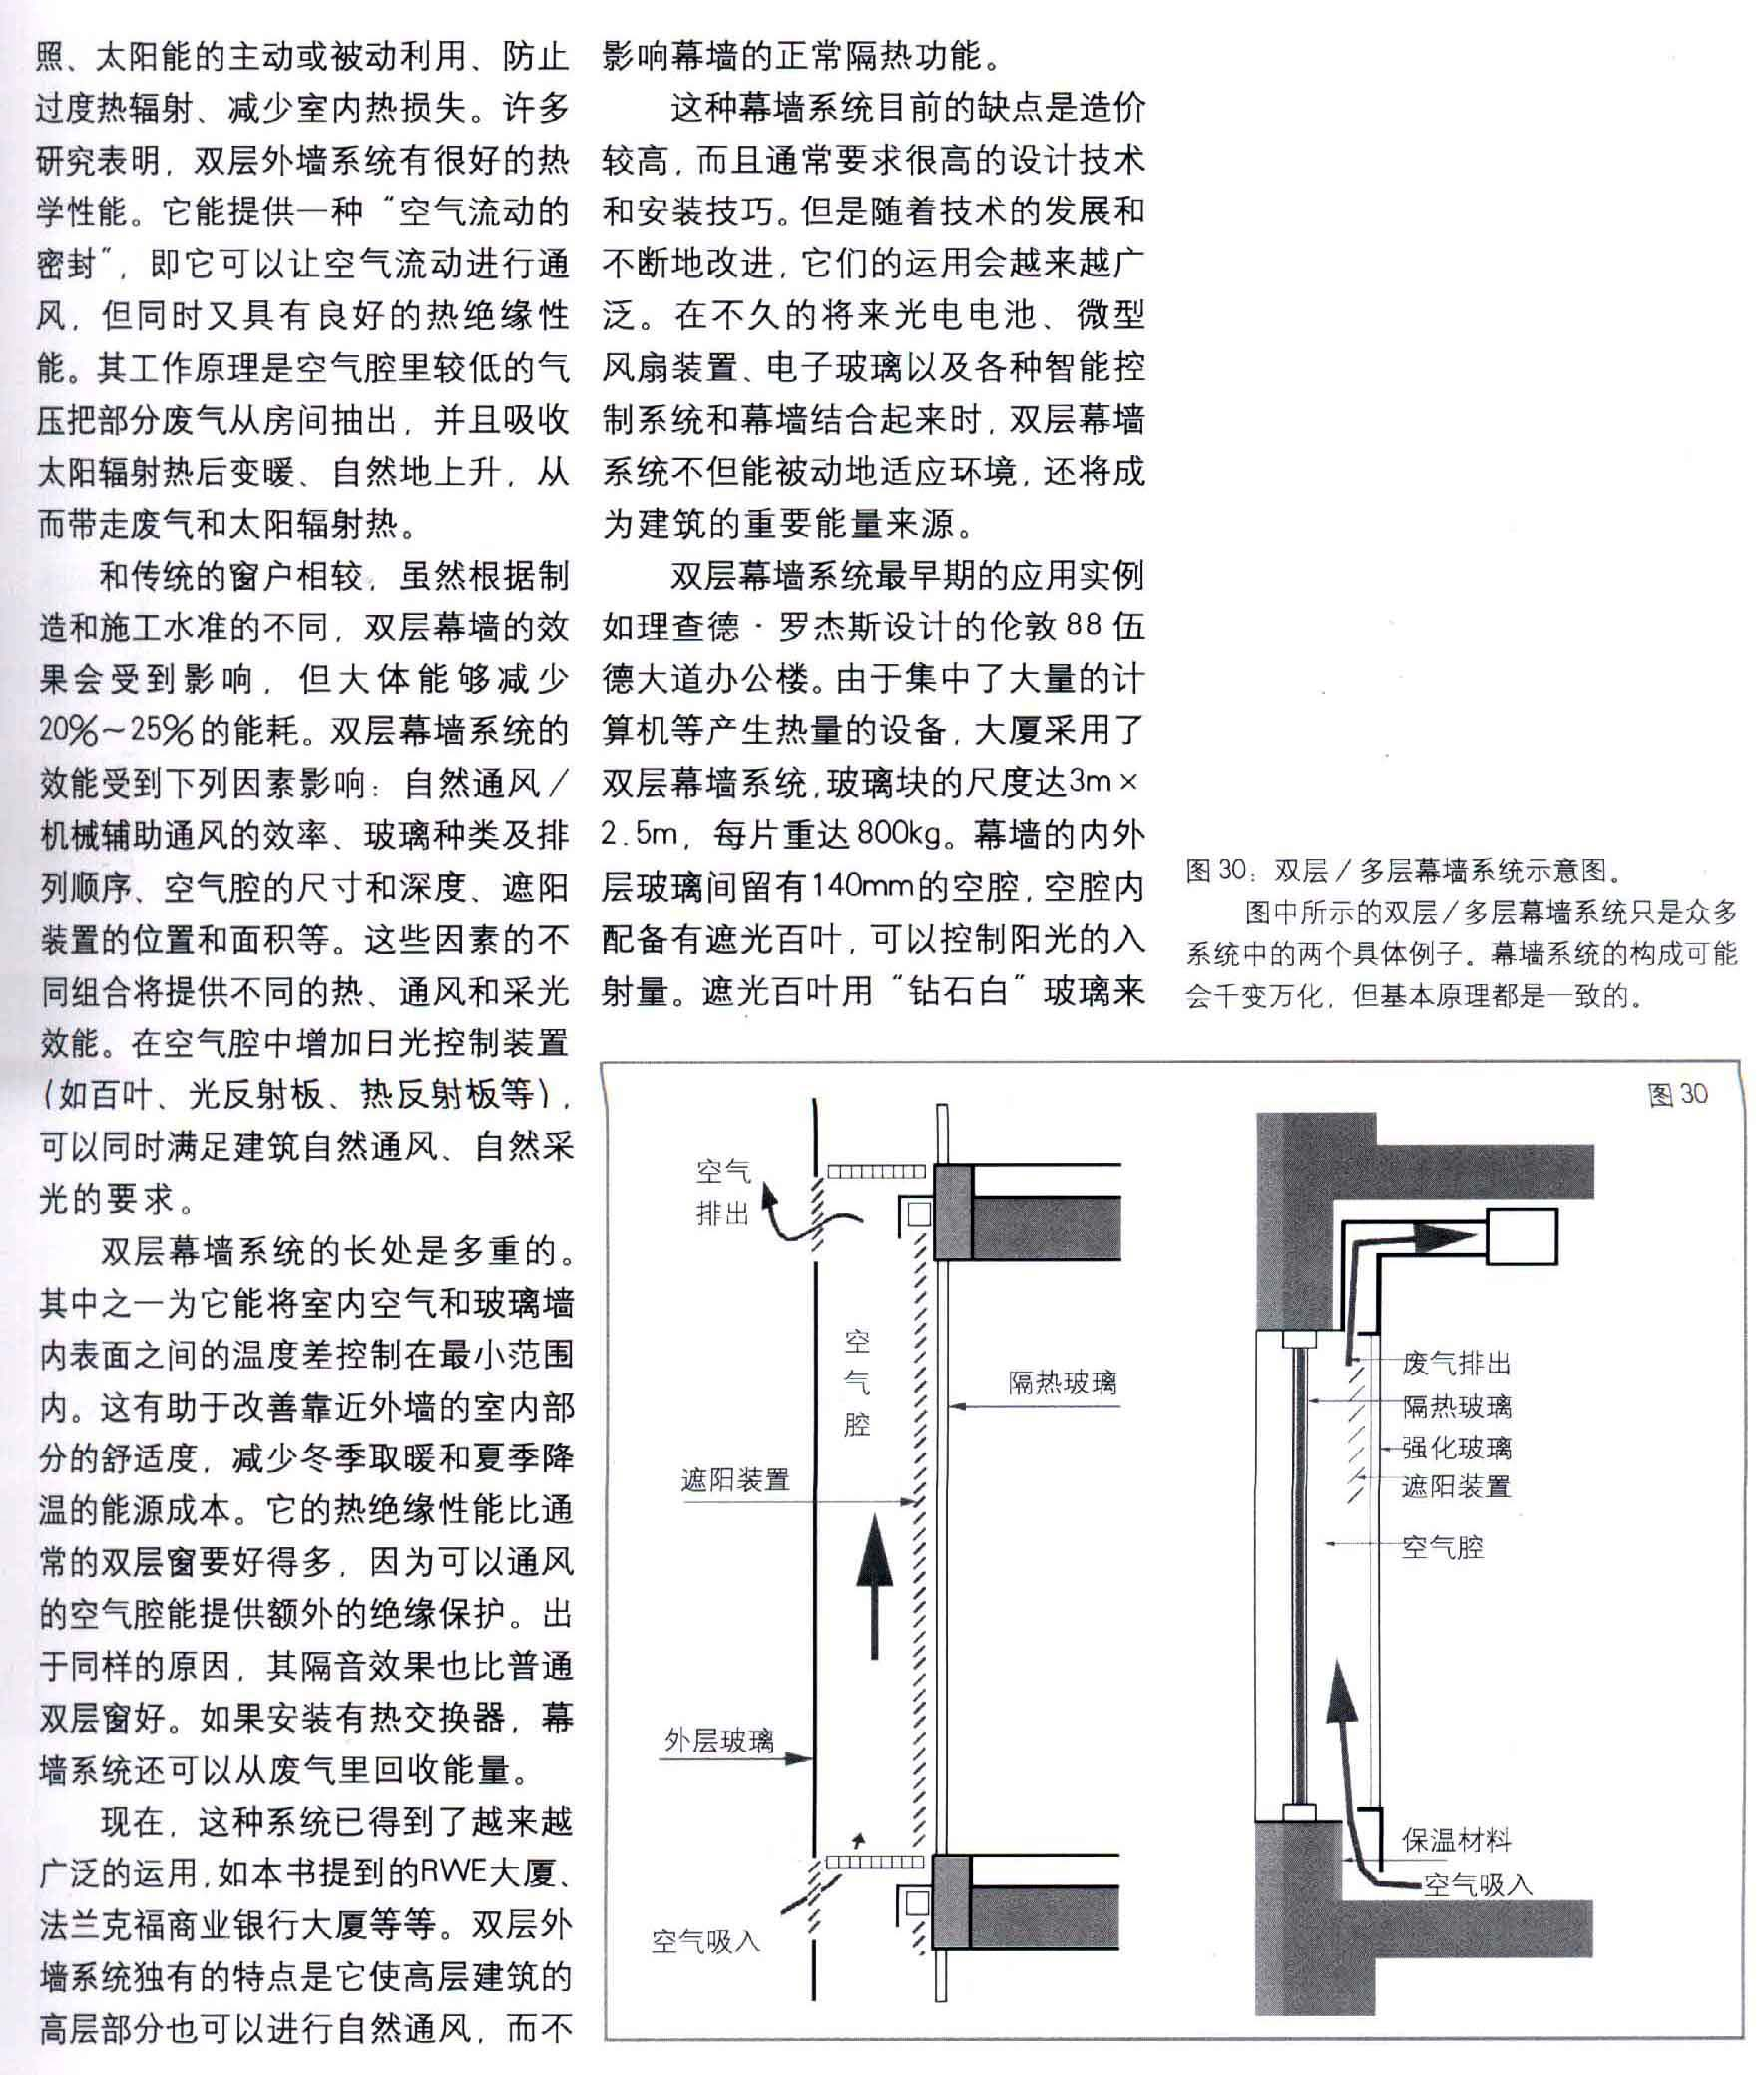 照、太阳能的主动或被动利用、防止
过度热辐射、减少室内热损失。许多
研究表明，双层外墙系统有很好的热
学性能。它能提供一种“空气流动的
密封”，即它可以让空气流动进行通
风，但同时又具有良好的热绝缘性
能。其工作原理是空气腔里较低的气
压把部分废气从房间抽出，并且吸收
太阳辐射热后变暖、自然地上升，从
而带走废气和太阳辐射热。
和传统的窗户相较，虽然根据制
造和施工水准的不同，双层幕墙的效
果会受到影响，但大体能够减少
20%~25%的能耗。双层幕墙系统的
效能受到下列因素影响：自然通风/
机械辅助通风的效率、玻璃种类及排
列顺序、空气腔的尺寸和深度、遮阳
装置的位置和面积等。这些因素的不
同组合将提供不同的热、通风和采光
效能。在空气腔中增加日光控制装置
(如百叶、光反射板、热反射板等)，
可以同时满足建筑自然通风、自然采
光的要求。
双层幕墙系统的长处是多重的。
其中之一为它能将室内空气和玻璃墙
内表面之间的温度差控制在最小范围
内。这有助于改善靠近外墙的室内部
分的舒适度，减少冬季取暖和夏季降
温的能源成本。它的热绝缘性能比通
常的双层窗要好得多，因为可以通风
的空气腔能提供额外的绝缘保护。出
于同样的原因，其隔音效果也比普通
双层窗好。如果安装有热交换器，幕
墙系统还可以从废气里回收能量。
现在，这种系统已得到了越来越
广泛的运用，如本书提到的RWE大厦、
法兰克福商业银行大厦等等。双层外
墙系统独有的特点是它使高层建筑的
高层部分也可以进行自然通风，而不
影响幕墙的正常隔热功能。
这种幕墙系统目前的缺点是造价
较高，而且通常要求很高的设计技术
和安装技巧。但是随着技术的发展和
不断地改进，它们的运用会越来越广
泛。在不久的将来光电电池、微型
风扇装置、电子玻璃以及各种智能控
制系统和幕墙结合起来时，双层幕墙
系统不但能被动地适应环境，还将成
为建筑的重要能量来源。
双层幕墙系统最早期的应用实例
如理查德·罗杰斯设计的伦敦88伍
德大道办公楼。由于集中了大量的计
算机等产生热量的设备，大厦采用了
双层幕墙系统，玻璃块的尺度达3m×
2.5m，每片重达800kg。幕墙的内外
层玻璃间留有140mm的空腔，空腔内
配备有遮光百叶，可以控制阳光的入
射量。遮光百叶用“钻石白”玻璃来
图30：双层/多层幕墙系统示意图。
图中所示的双层/多层幕墙系统只是众多
系统中的两个具体例子。幕墙系统的构成可能
会千变万化，但基本原理都是一致的。
图30
空气
排出
空
气
腔
隔热玻璃
遮阳装置
外层玻璃
空气吸入
废气排出
隔热玻璃
强化玻璃
遮阳装置
空气腔
保温材料
空气吸入